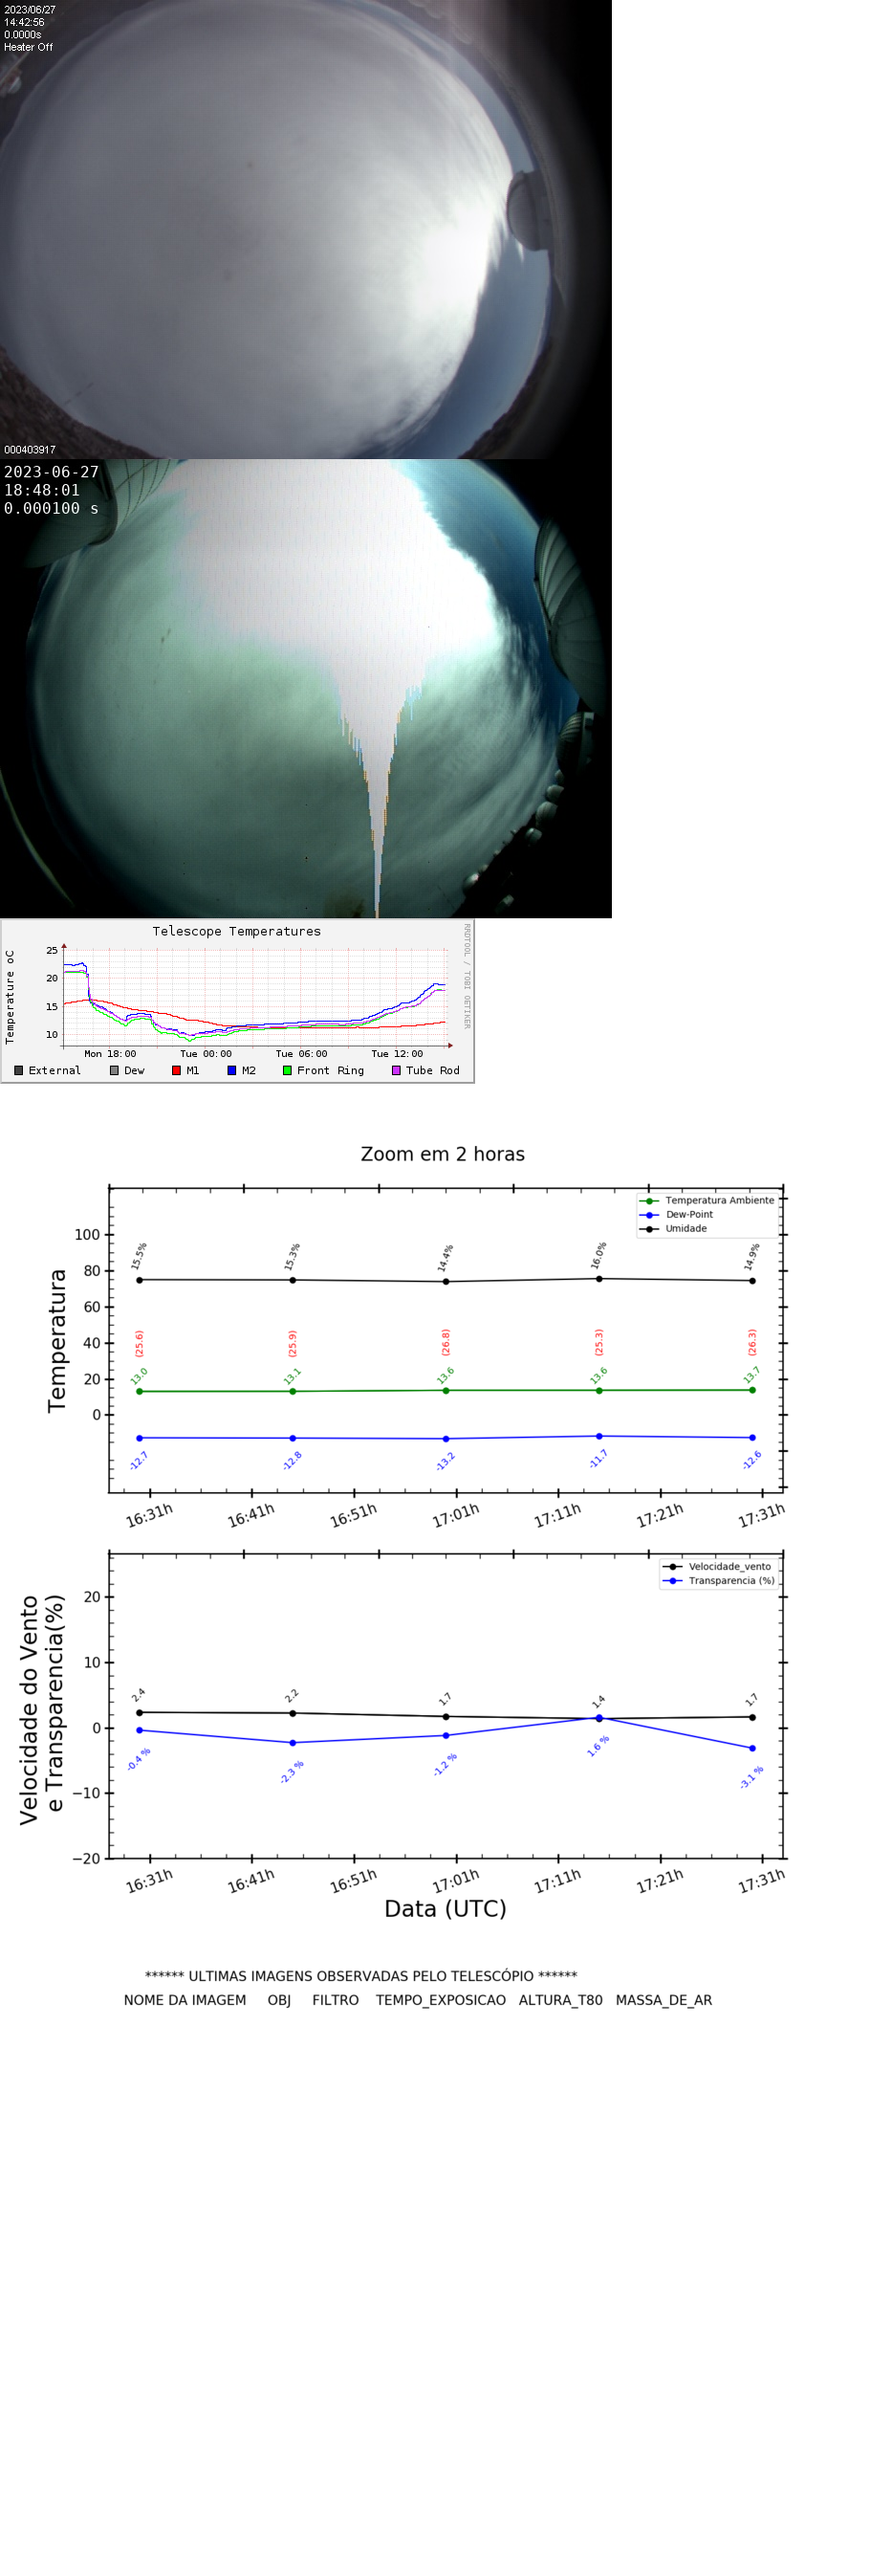 2023/06/27
14:42:56
0.0000s
Heater Off
000403917
2023-06-27
18:48:01
0.000100 s
Telescope Temperatures
RRDTOOL / TOBI OETIKER
Temperature oC
25
20
15
10
Mon 18:00 Tue 00:00 Tue 06:00 Tue 12:00
External Dew M1 M2 Front Ring Tube Rod
Zoom em 2 horas
Temperatura Ambiente
Dew-Point
Umidade
Temperatura
100
80
60
40
20
0
15.5% 15.3% 14.4% 16.0% 14.9%
(25.6) (25.9) (26.8) (25.3) (26.3)
13.0 13.1 13.6 13.6 13.7
-12.7 -12.8 -13.2 -11.7 -12.6
16:31h 16:41h 16:51h 17:01h 17:11h 17:21h 17:31h
Velocidade_vento
Transparencia (%)
Velocidade do Vento
e Transparencia(%)
20
10
0
−10
−20
2.4 2.2 1.7 1.4 1.7
-0.4 % -2.3 % -1.2 % 1.6 % -3.1 %
16:31h 16:41h 16:51h 17:01h 17:11h 17:21h 17:31h
Data (UTC)
****** ULTIMAS IMAGENS OBSERVADAS PELO TELESCÓPIO ******
NOME DA IMAGEM OBJ FILTRO TEMPO_EXPOSICAO ALTURA_T80 MASSA_DE_AR